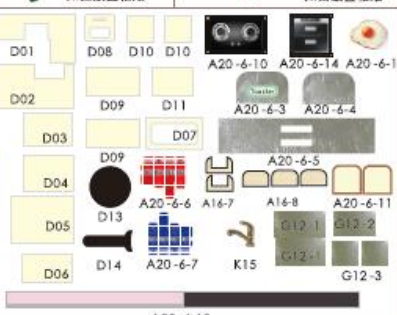 D01
D08
D10
D10
A20-6-10
A20-6-14
A20-6-1
D02
D09
D11
A20-6-3
A20-6-4
D03
D07
D09
A20-6-5
D04
D13
A20-6-6
A16-7
A16-8
A20-6-11
D05
G12-1
G12-2
G12-1
D14
A20-6-7
K15
D06
G12-3